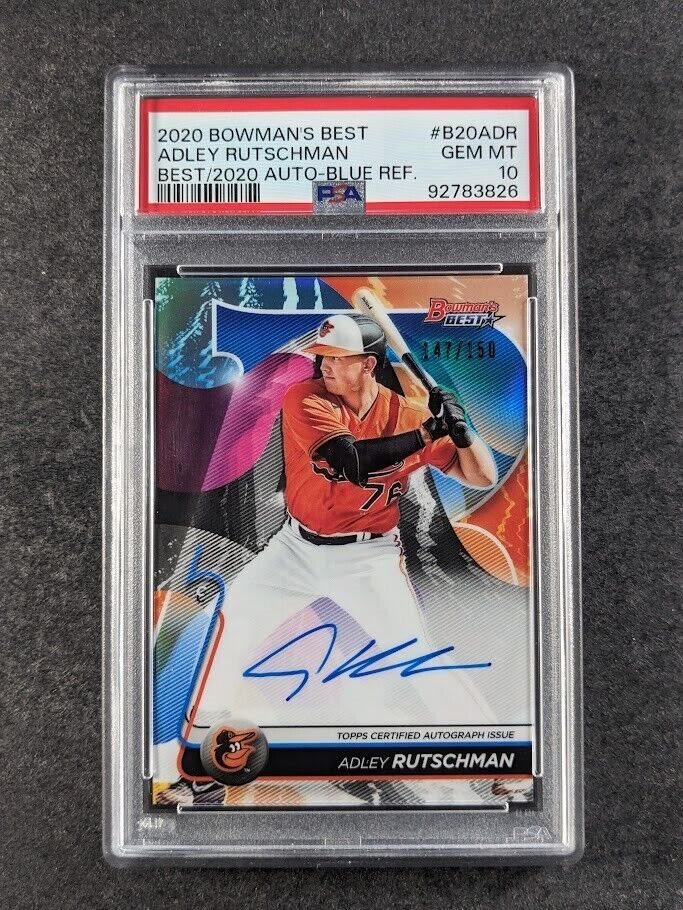 2020 BOWMAN'S BEST #B20ADR
ADLEY RUTSCHMAN GEM MT
BEST/2020 AUTO-BLUE REF. 10
PSA 92783826
Bowman's
BEST
147/150
76
TOPPS CERTIFIED AUTOGRAPH ISSUE
ADLEY RUTSCHMAN
PSA